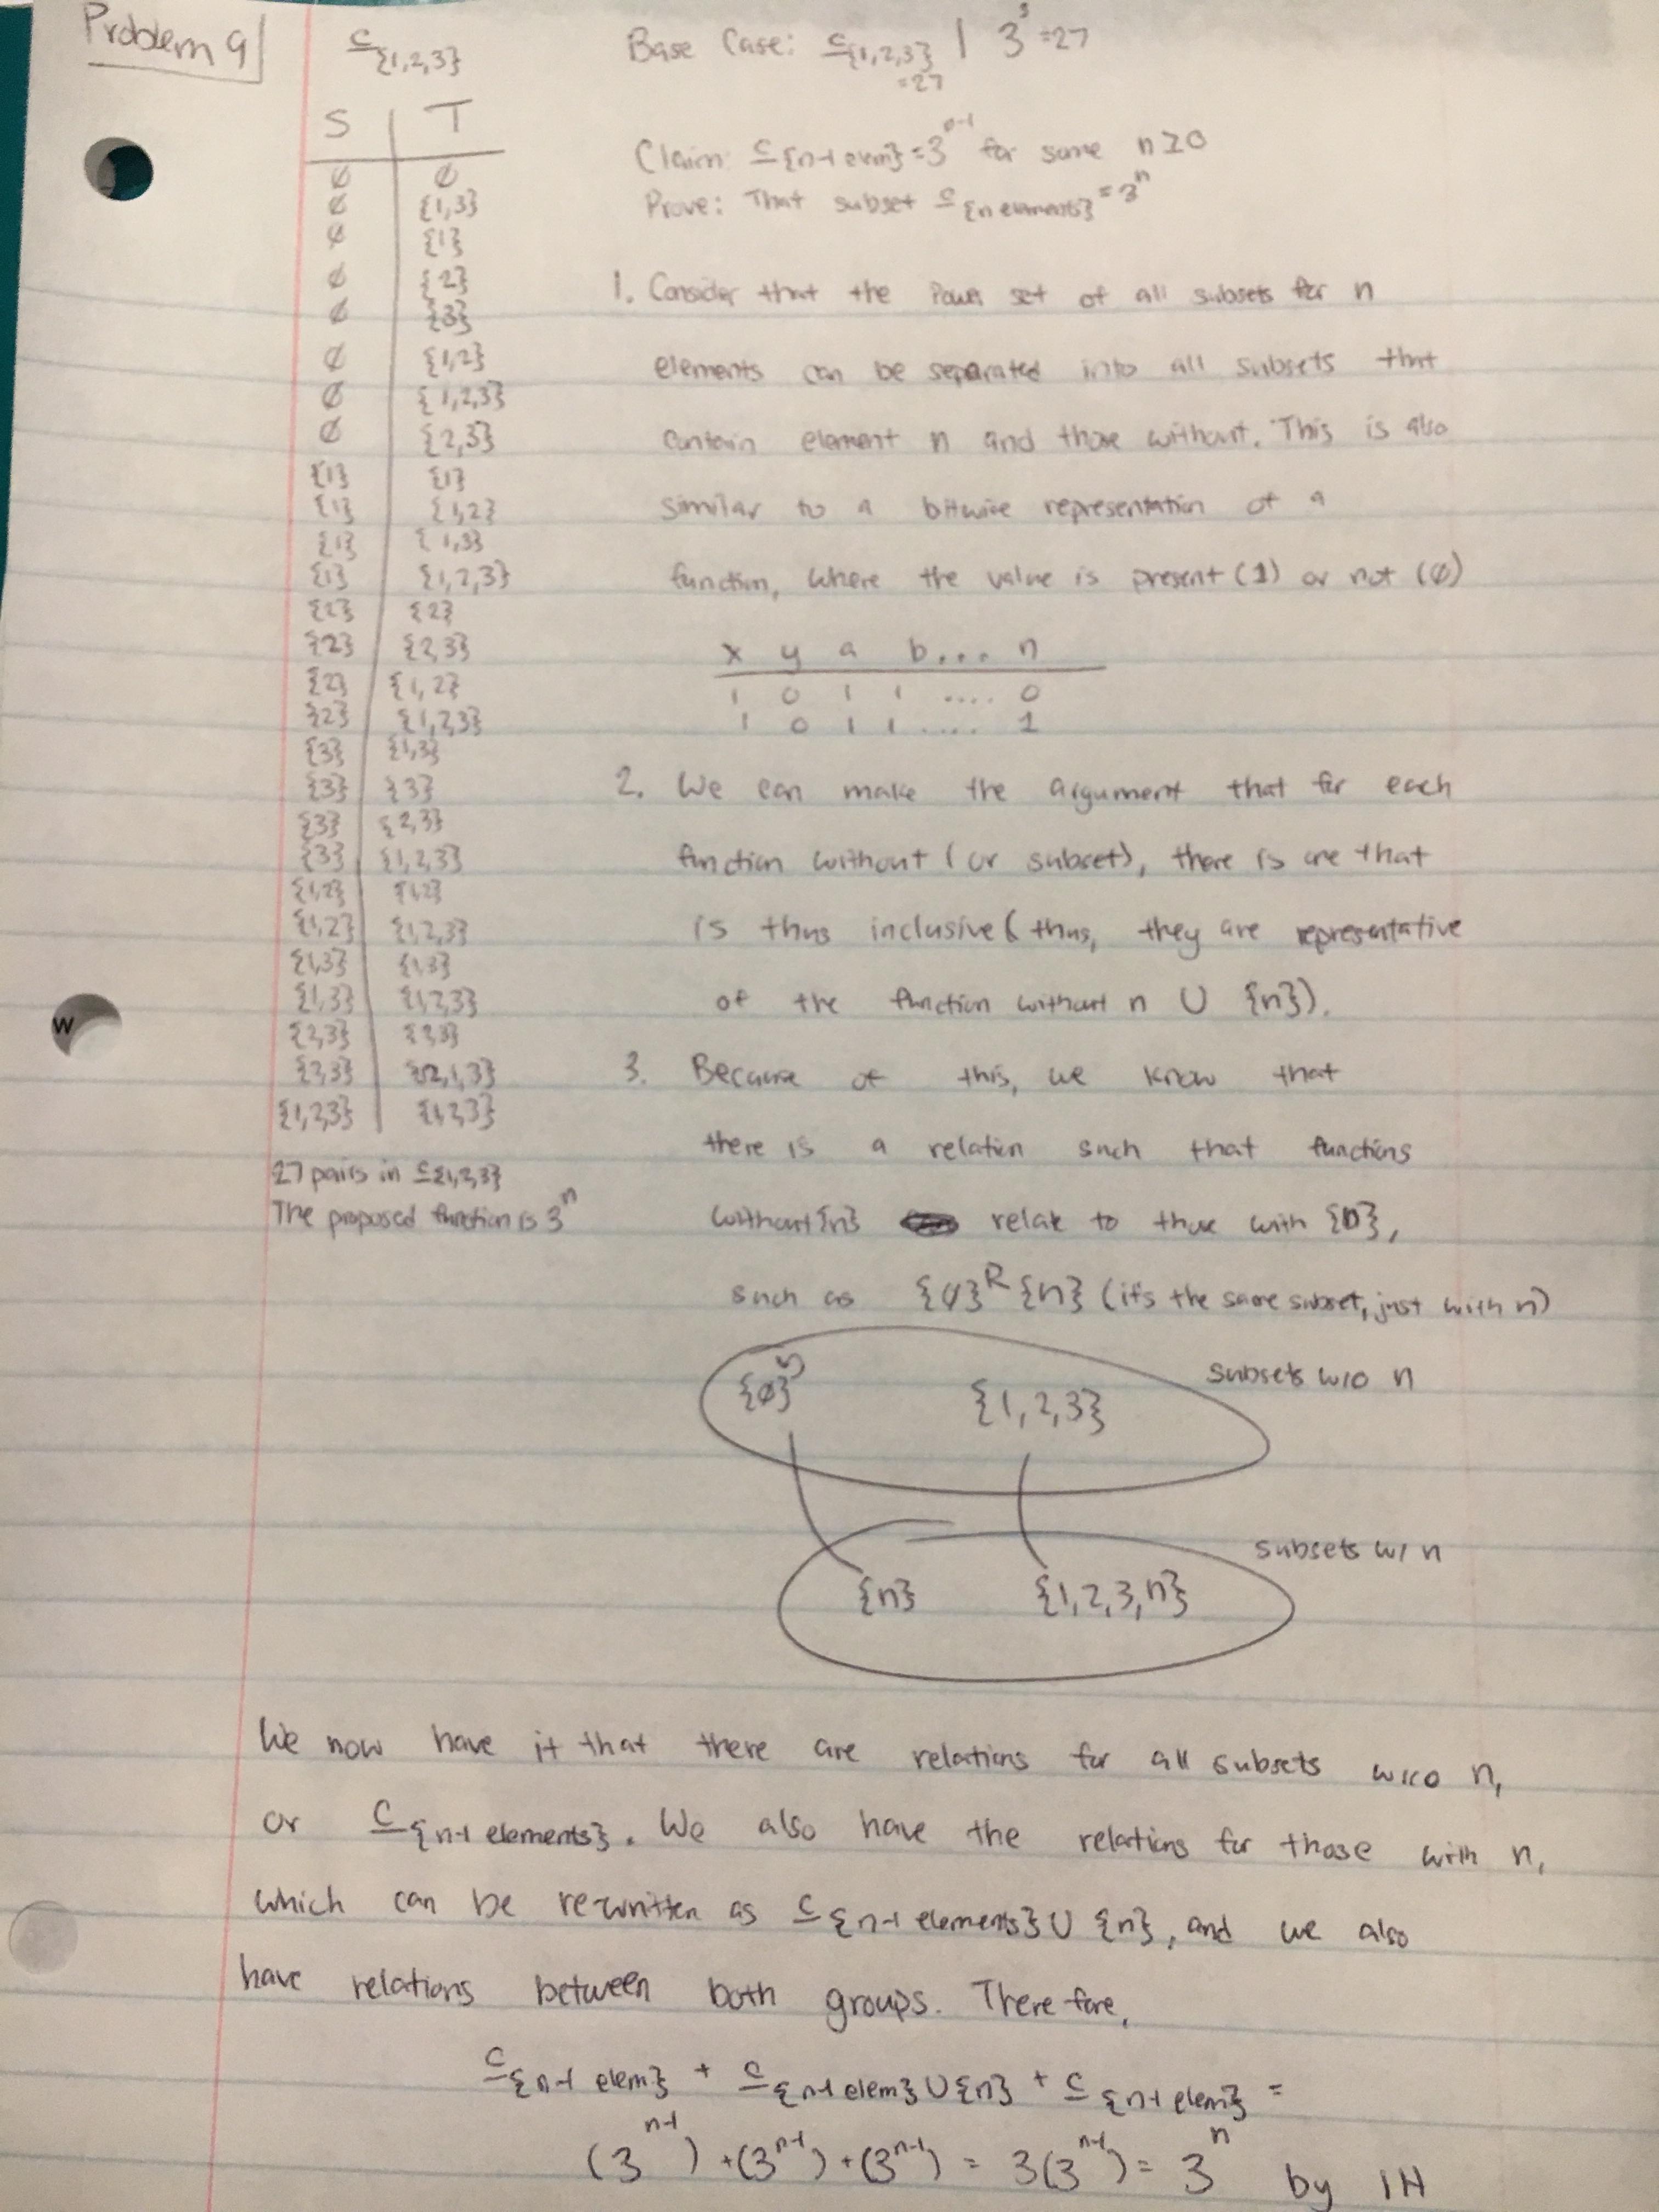 Problem 9
⊆{1,2,3}
S | T
∅ | ∅
∅ | {1,3}
∅ | {1}
∅ | {2}
∅ | {3}
∅ | {1,2}
∅ | {1,2,3}
∅ | {2,3}
{1} | {1}
{1} | {1,2}
{1} | {1,3}
{1} | {1,2,3}
{2} | {2}
{2} | {2,3}
{2} | {1,2}
{2} | {1,2,3}
{3} | {1,3}
{3} | {3}
{3} | {2,3}
{3} | {1,2,3}
{1,2} | {1,2}
{1,2} | {1,2,3}
{1,3} | {1,3}
{1,3} | {1,2,3}
{2,3} | {2,3}
{2,3} | {2,1,3}
{1,2,3} | {1,2,3}
27 pairs in ⊆{1,2,3}
The proposed function is 3^n
Base Case: ⊆{1,2,3} | 3^3 = 27
= 27
Claim: ⊆{n-1 elem} = 3^n-1 for some n ≥ 0
Prove: That subset ⊆{n elements} = 3^n
1. Consider that the Power set of all subsets for n
elements can be separated into all subsets that
contain element n and those without. This is also
similar to a bitwise representation of a
function, where the value is present (1) or not (0)
x y a b... n
1 0 1 1 .... 0
1 0 1 1 .... 1
2. We can make the argument that for each
function without (or subset), there is one that
is thus inclusive (thus, they are representative
of the function without n ∪ {n}).
3. Because of this, we know that
there is a relation such that functions
without {n} relate to those with {n},
such as {∅} R {n} (it's the same subset, just with n)
{∅} {1,2,3} subsets w/o n
{n} {1,2,3,n} subsets w/ n
We now have it that there are relations for all subsets w/o n,
or ⊆{n-1 elements}. We also have the relations for those with n,
which can be rewritten as ⊆{n-1 elements} ∪ {n}, and we also
have relations between both groups. Therefore,
⊆{n-1 elem} + ⊆{n-1 elem} ∪ {n} + ⊆{n-1 elem} =
(3^n-1) + (3^n-1) + (3^n-1) = 3(3^n-1) = 3^n by IH
W